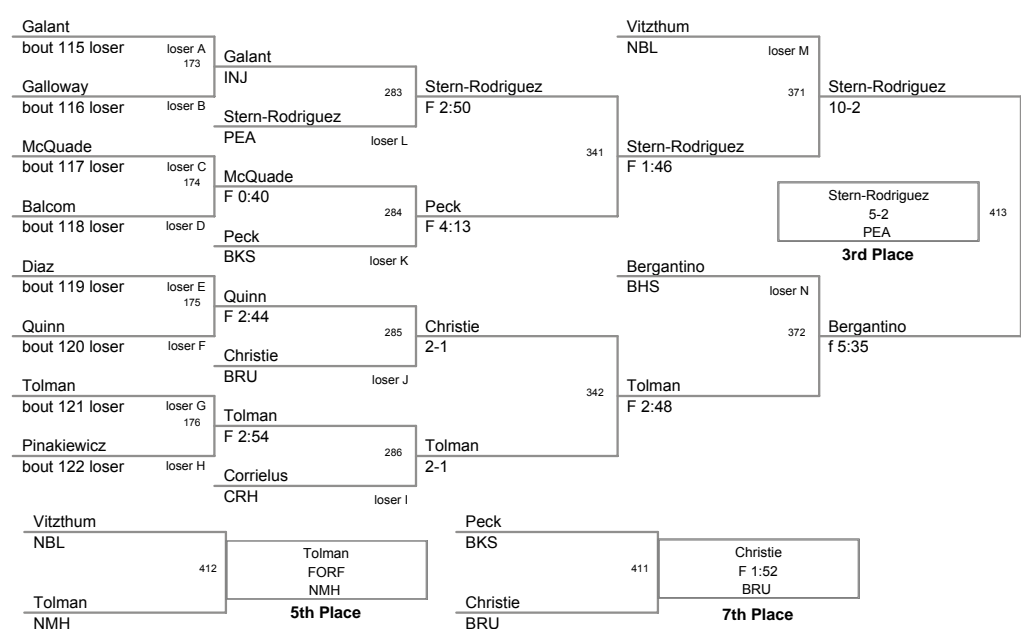 Galant
bout 115 loser
loser A
173
Galloway
bout 116 loser
loser B
McQuade
bout 117 loser
loser C
174
Balcom
bout 118 loser
loser D
Diaz
bout 119 loser
loser E
175
Quinn
bout 120 loser
loser F
Tolman
bout 121 loser
loser G
176
Pinakiewicz
bout 122 loser
loser H
Galant
INJ
283
Stern-Rodriguez
PEA
loser L
McQuade
F 0:40
284
Peck
BKS
loser K
Quinn
F 2:44
285
Christie
BRU
loser J
Tolman
F 2:54
286
Corrielus
CRH
loser I
Stern-Rodriguez
F 2:50
341
Peck
F 4:13
Christie
2-1
342
Tolman
2-1
Vitzthum
NBL
loser M
371
Stern-Rodriguez
F 1:46
Bergantino
BHS
loser N
372
Tolman
F 2:48
Stern-Rodriguez
10-2
Stern-Rodriguez
5-2
PEA
413
3rd Place
Bergantino
f 5:35
Vitzthum
NBL
412
Tolman
NMH
Tolman
FORF
NMH
5th Place
Peck
BKS
411
Christie
BRU
Christie
F 1:52
BRU
7th Place